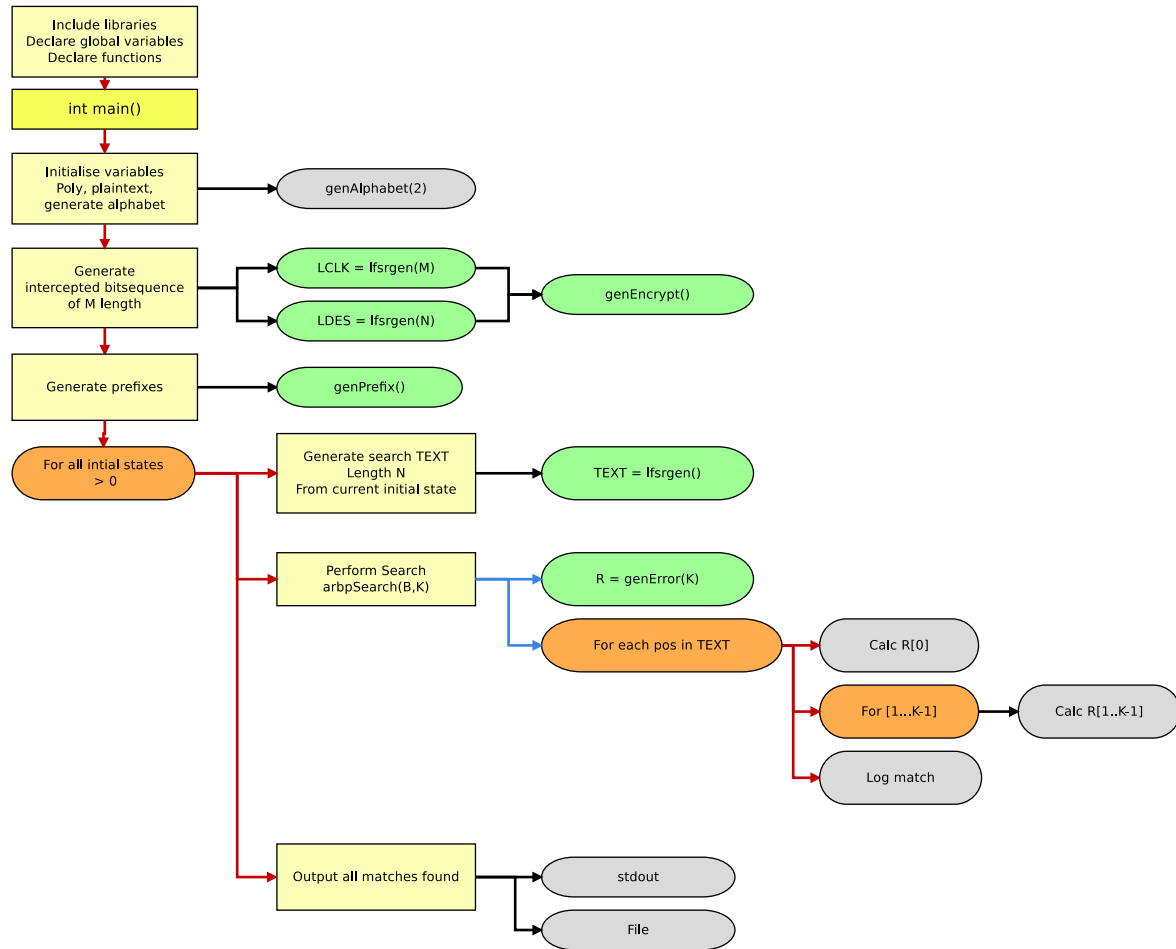 Include libraries
Declare global variables
Declare functions
int main()
Initialise variables
Poly, plaintext,
generate alphabet
genAlphabet(2)
Generate
intercepted bitsequence
of M length
LCLK = lfsrgen(M)
LDES = lfsrgen(N)
genEncrypt()
Generate prefixes
genPrefix()
For all intial states
> 0
Generate search TEXT
Length N
From current initial state
TEXT = lfsrgen()
Perform Search
arbpSearch(B,K)
R = genError(K)
For each pos in TEXT
Calc R[0]
For [1...K-1]
Calc R[1..K-1]
Log match
Output all matches found
stdout
File